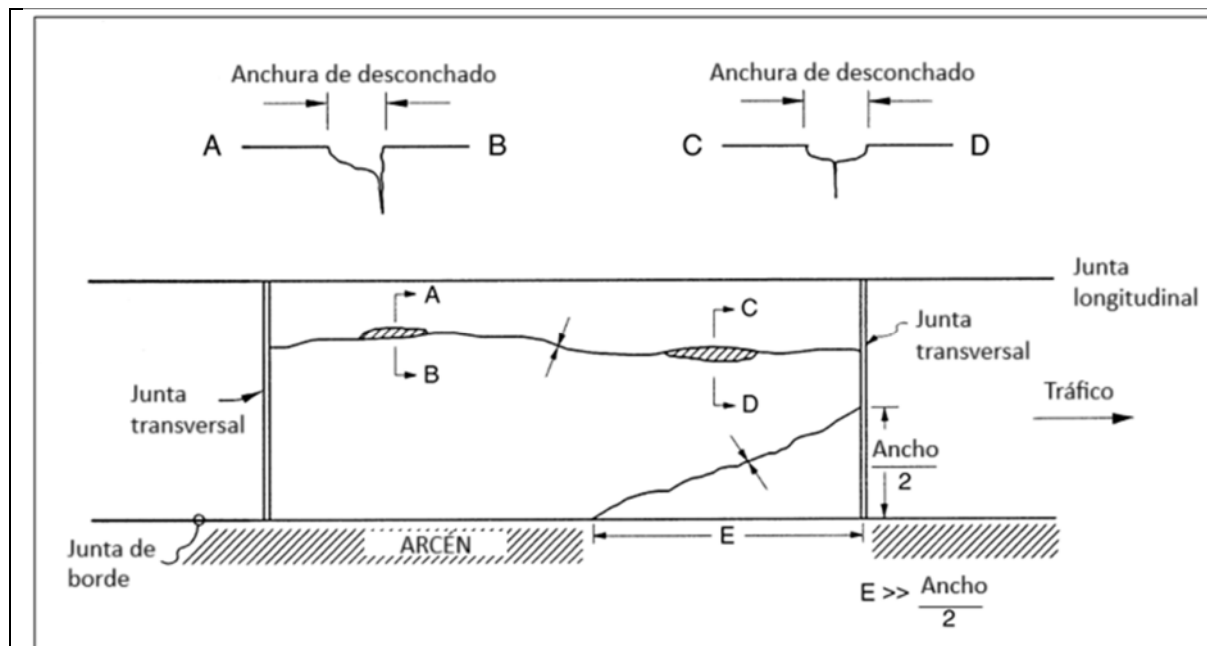 Anchura de desconchado
Anchura de desconchado
A
B
C
D
Junta
longitudinal
A
C
Junta
transversal
B
D
Junta
transversal
Tráfico
Ancho
2
ARCÉN
E
Junta de
borde
E >> Ancho
2